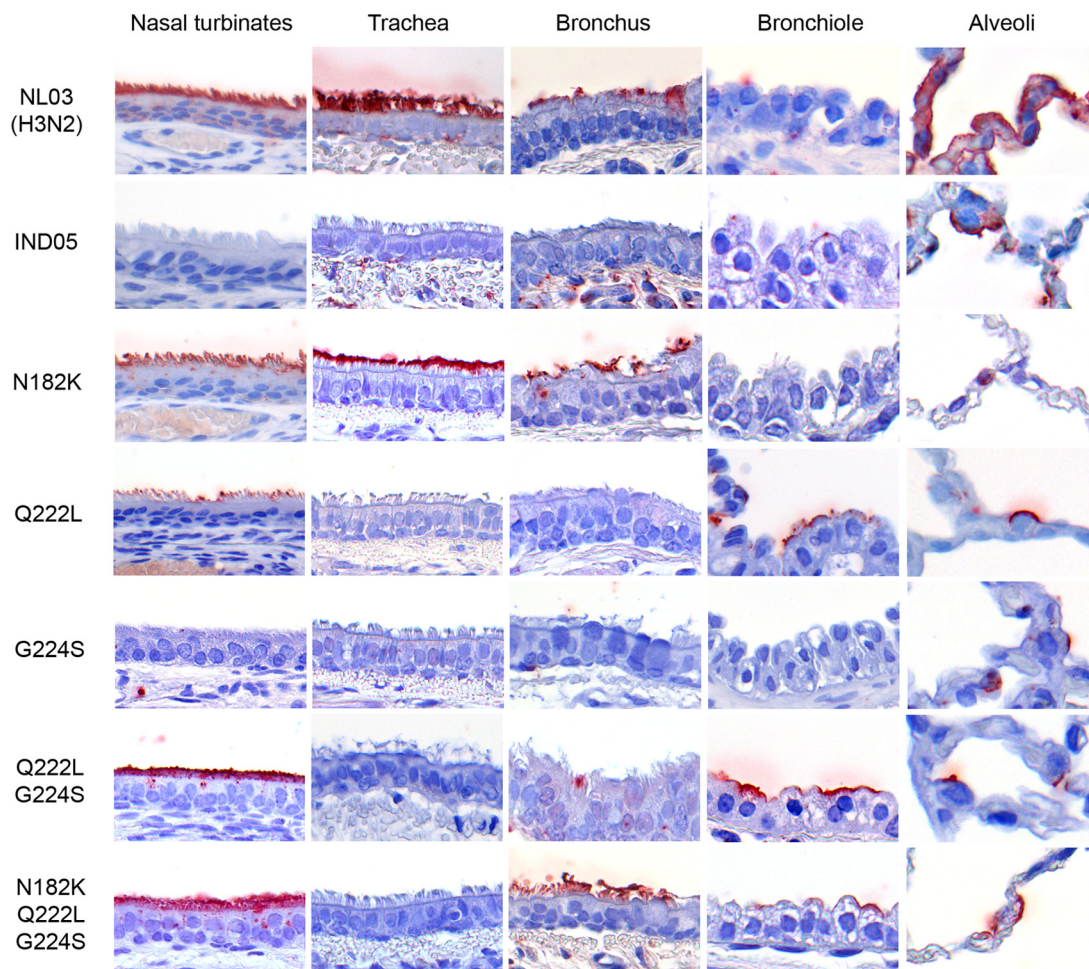 Nasal turbinates Trachea Bronchus Bronchiole Alveoli
NL03
(H3N2)
IND05
N182K
Q222L
G224S
Q222L
G224S
N182K
Q222L
G224S